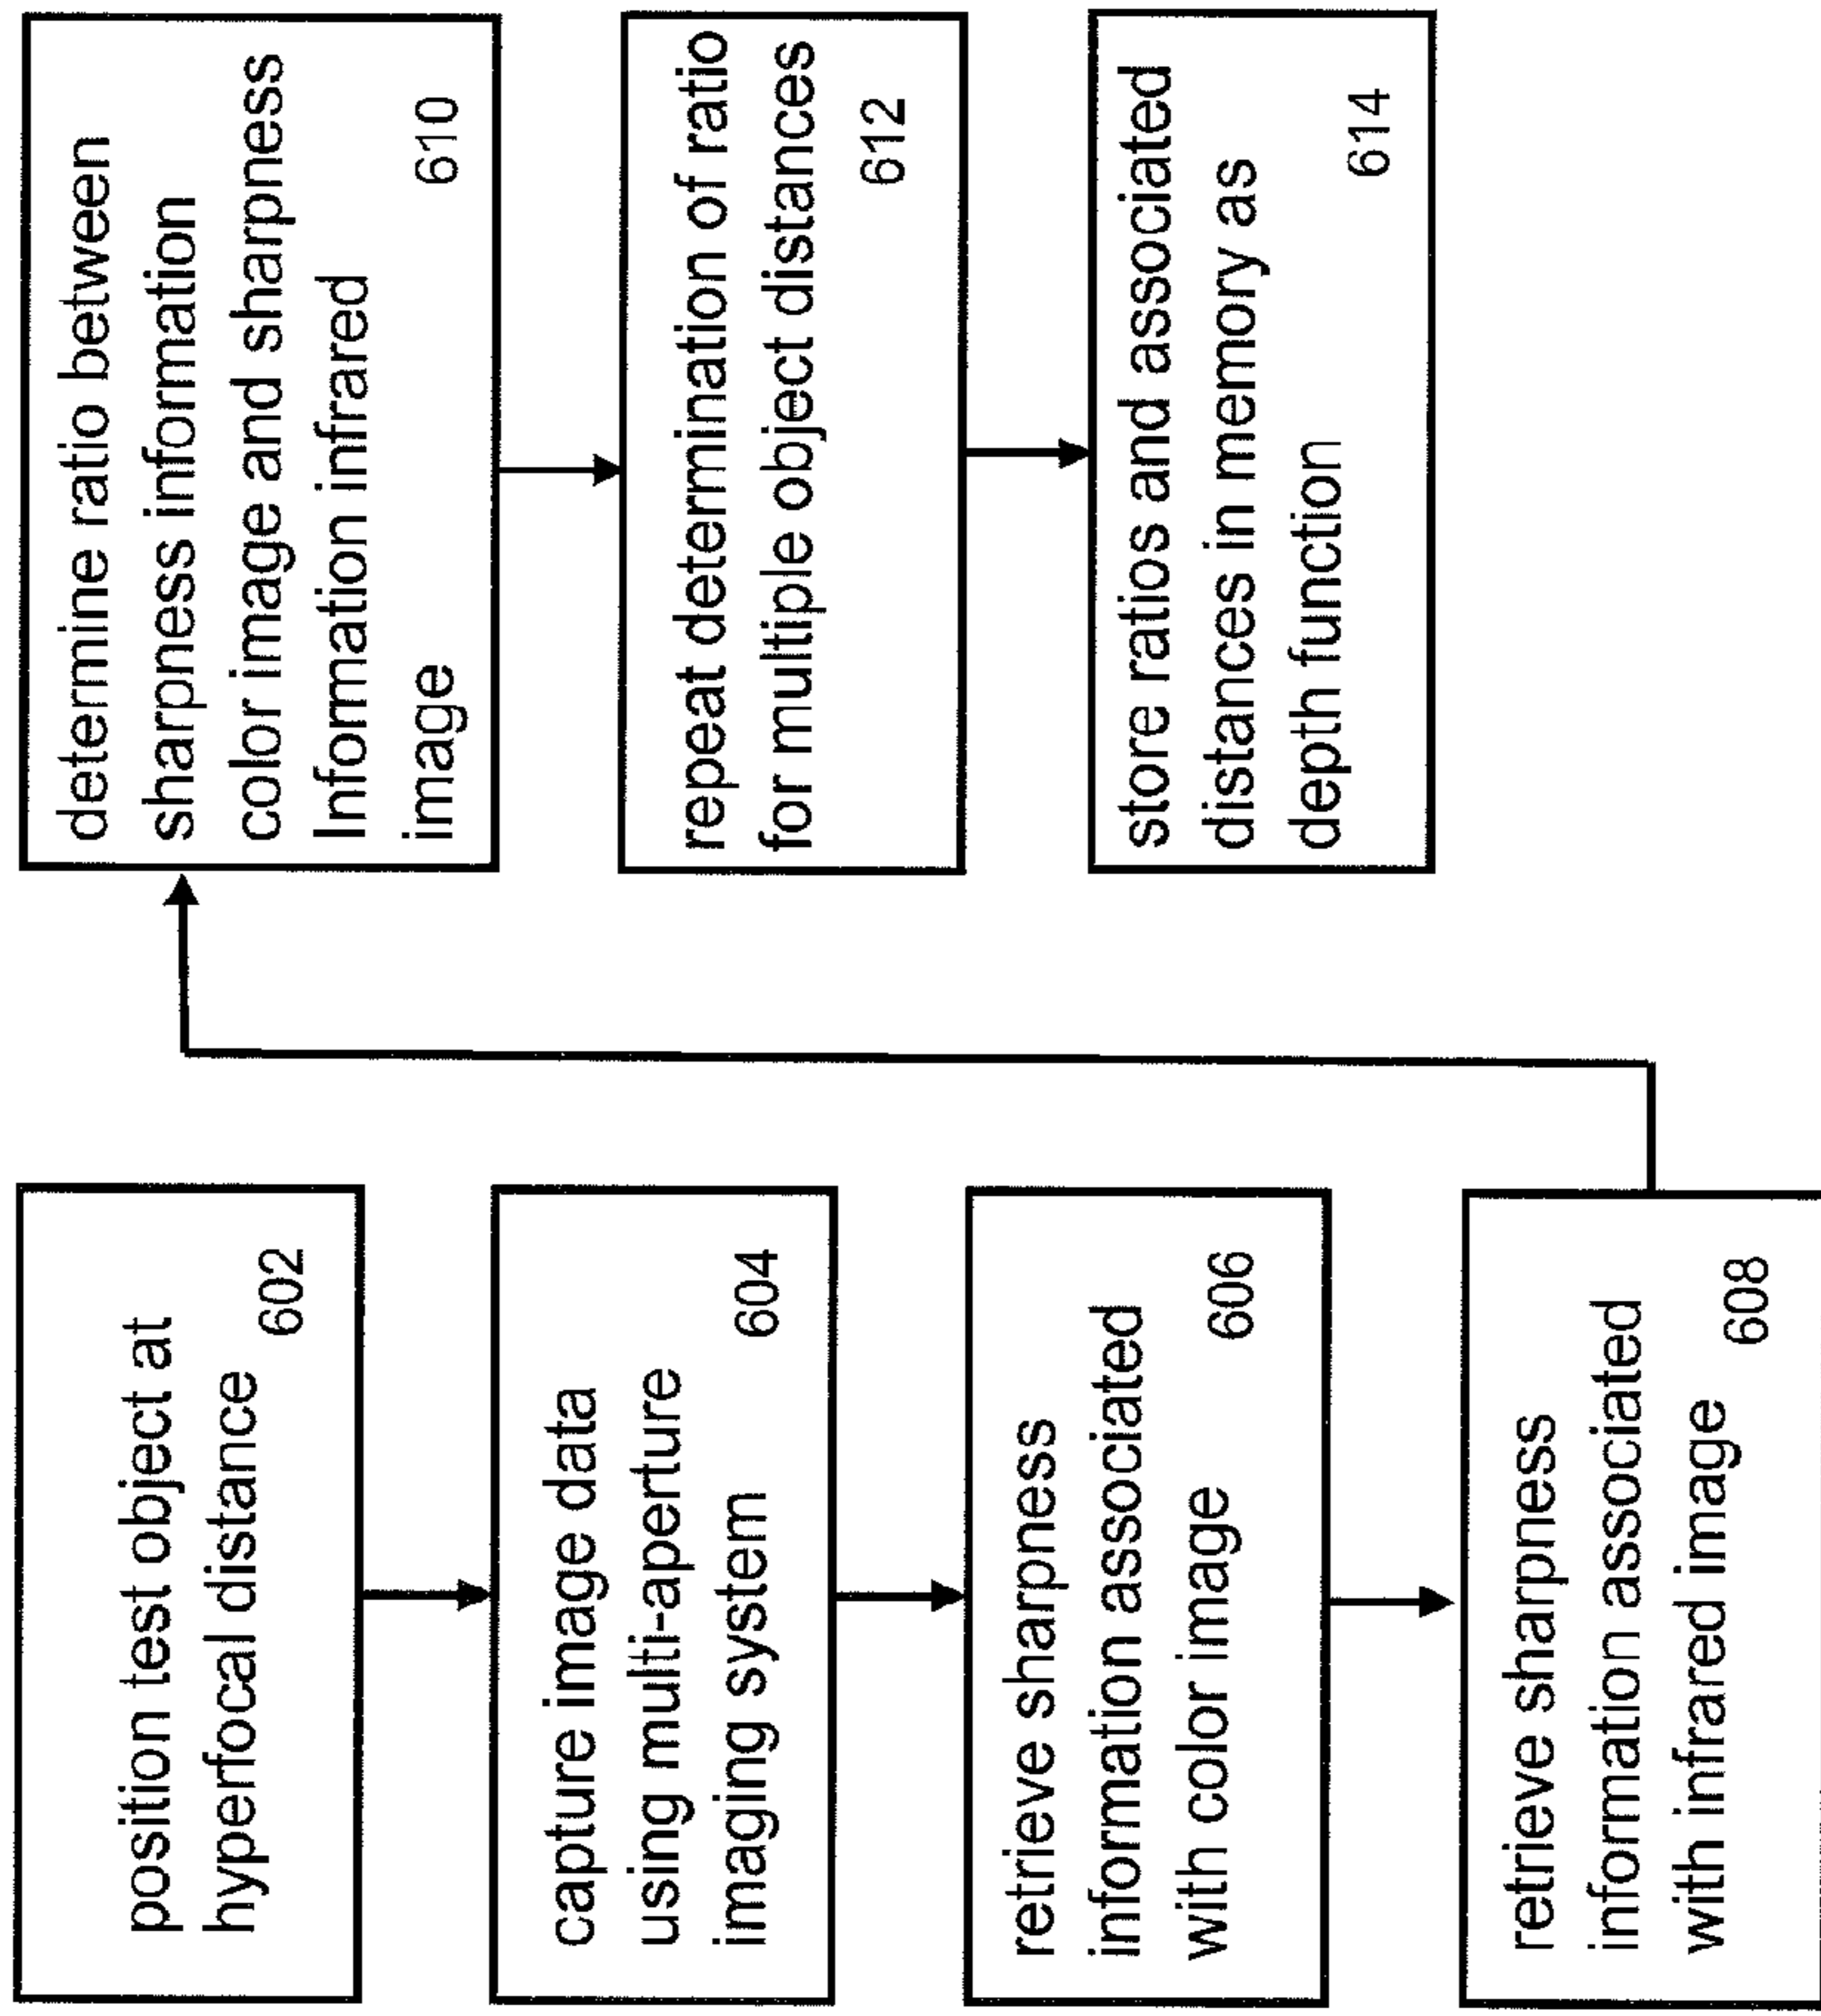 position test object at
hyperfocal distance
602
capture image data
using multi-aperture
imaging system
604
retrieve sharpness
information associated
with color image
606
retrieve sharpness
information associated
with infrared image
608
determine ratio between
sharpness information
color image and sharpness
Information infrared
image
610
repeat determination of ratio
for multiple object distances
612
store ratios and associated
distances in memory as
depth function
614